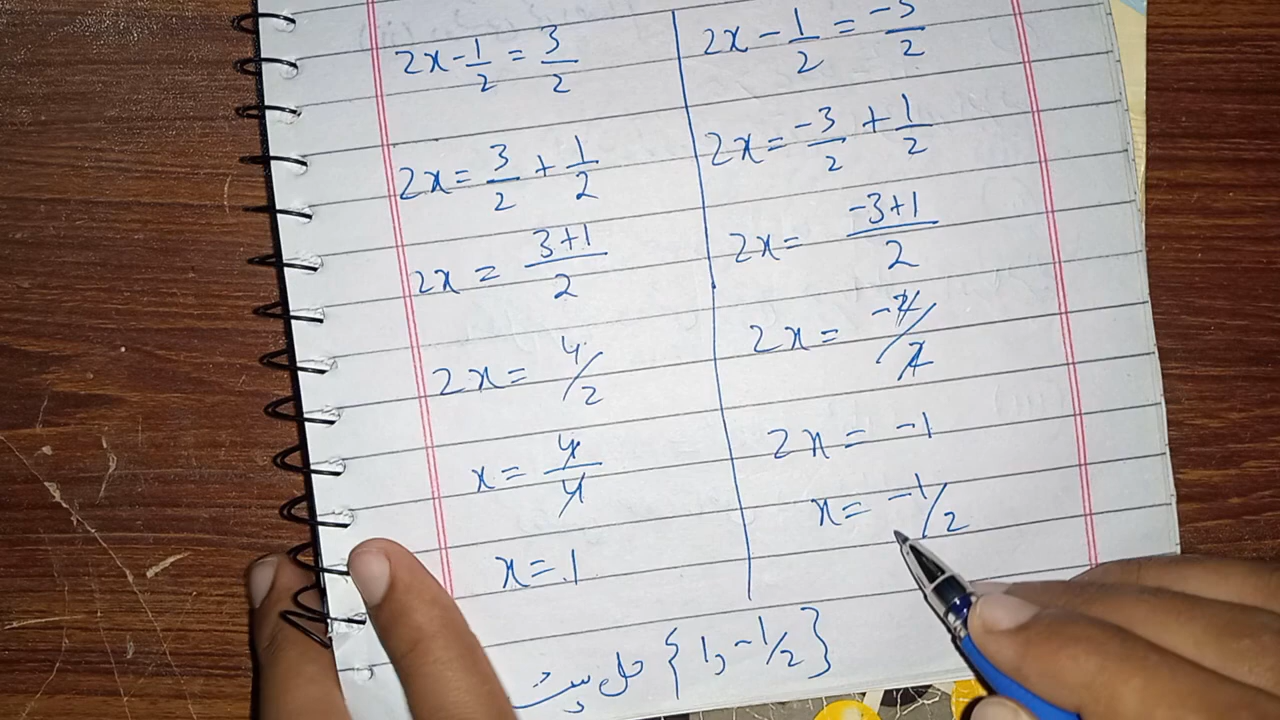 2x - 1/2 = 3/2
2x = 3/2 + 1/2
2x = (3+1)/2
2x = 4/2
x = 4/4
x = 1
2x - 1/2 = -3/2
2x = -3/2 + 1/2
2x = (-3+1)/2
2x = -2/2
2x = -1
x = -1/2
حل سیٹ {1, -1/2}